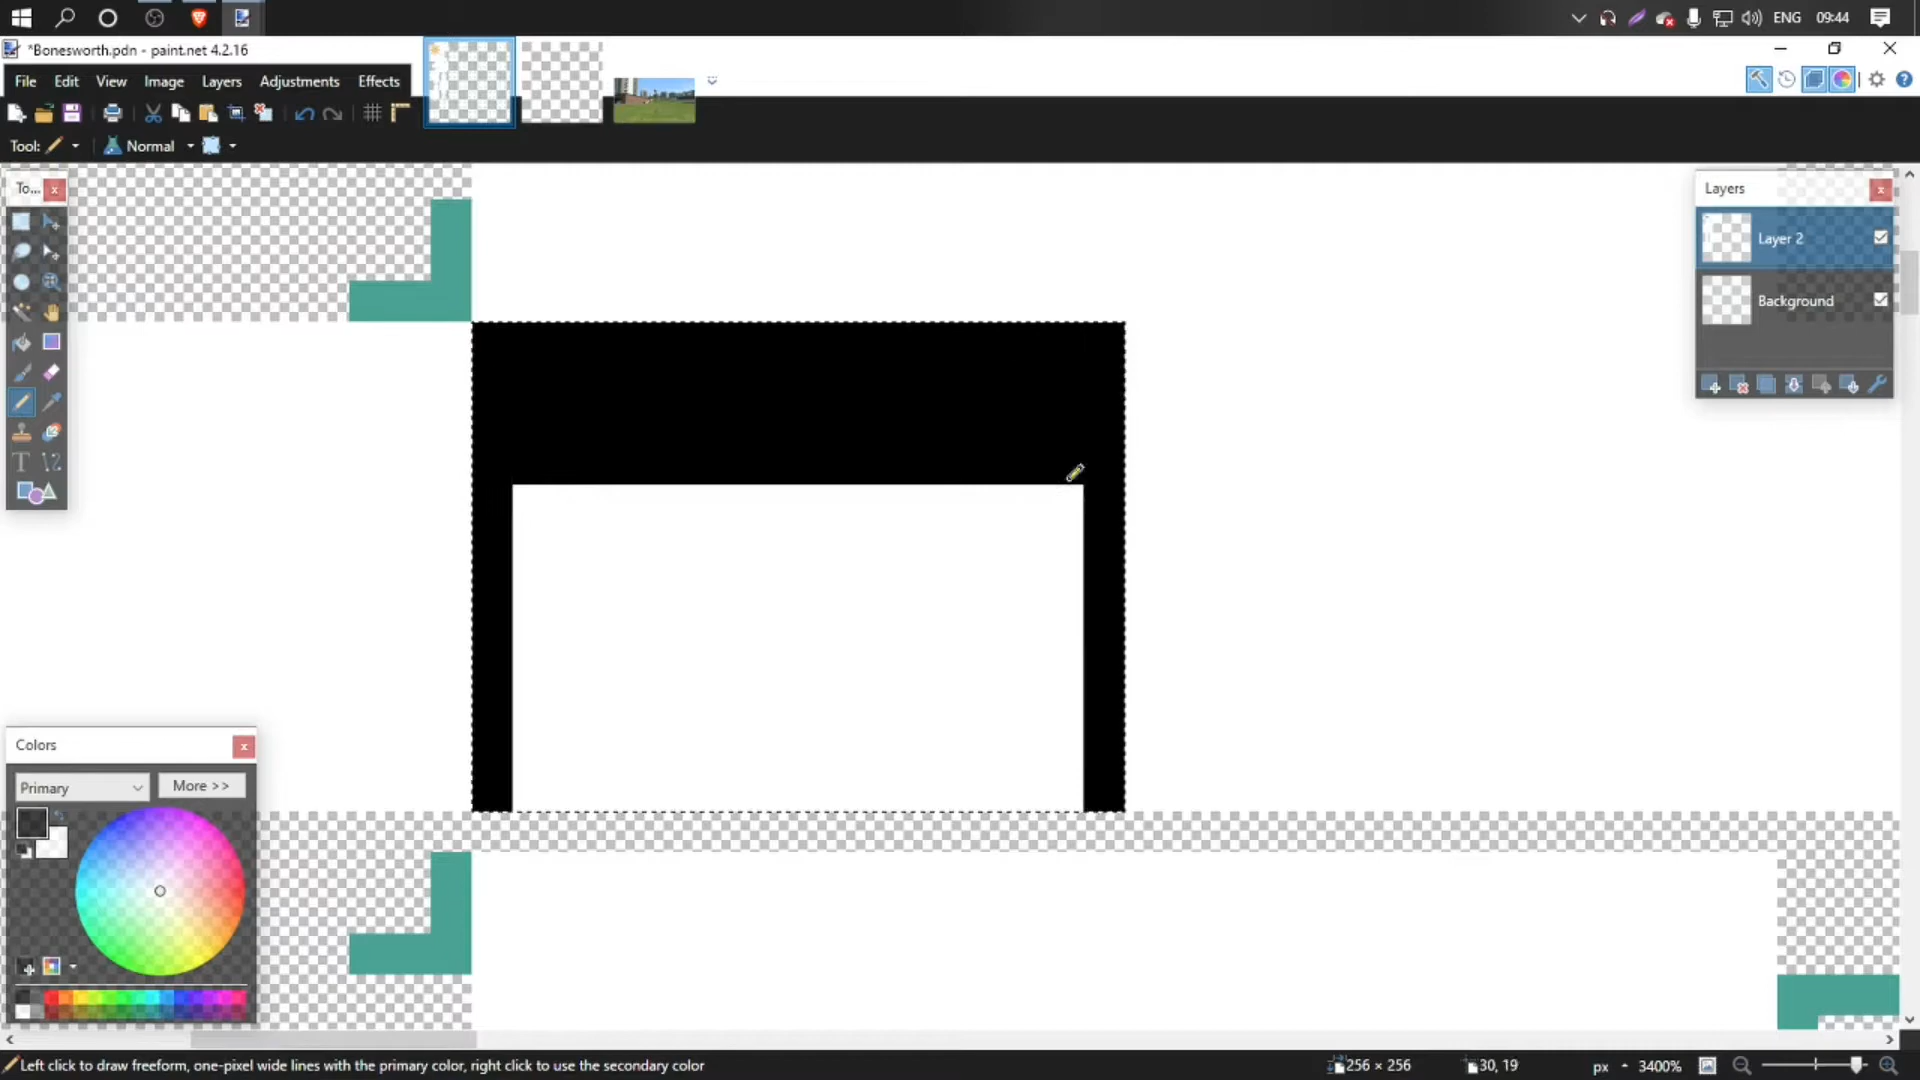 ENG 09:44
*Bonesworth.pdn - paint.net 4.2.16
File Edit View Image Layers Adjustments Effects
Tool: Normal
To...
Layers
Layer 2
Background
Colors
Primary More >>
Left click to draw freeform, one-pixel wide lines with the primary color, right click to use the secondary color
256 × 256 30, 19 px 3400%